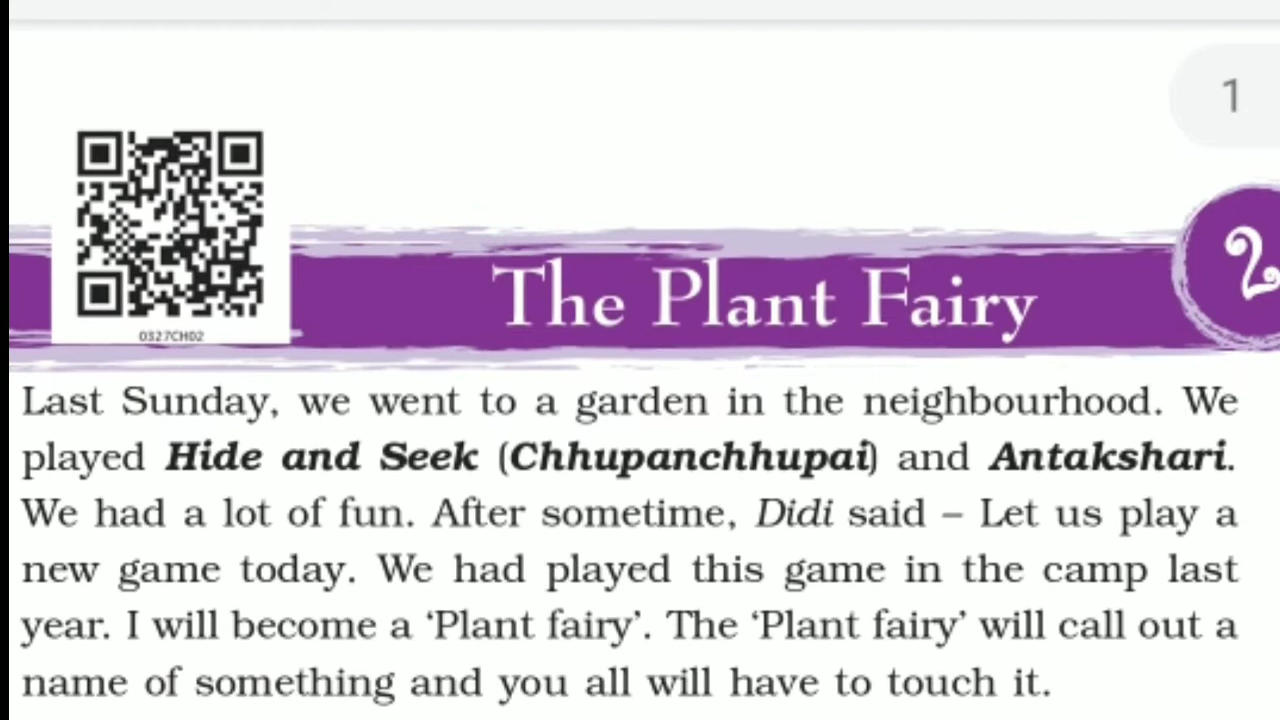 1
0327CH02
The Plant Fairy
2
Last Sunday, we went to a garden in the neighbourhood. We
played Hide and Seek (Chhupanchhupai) and Antakshari.
We had a lot of fun. After sometime, Didi said – Let us play a
new game today. We had played this game in the camp last
year. I will become a ‘Plant fairy’. The ‘Plant fairy’ will call out a
name of something and you all will have to touch it.